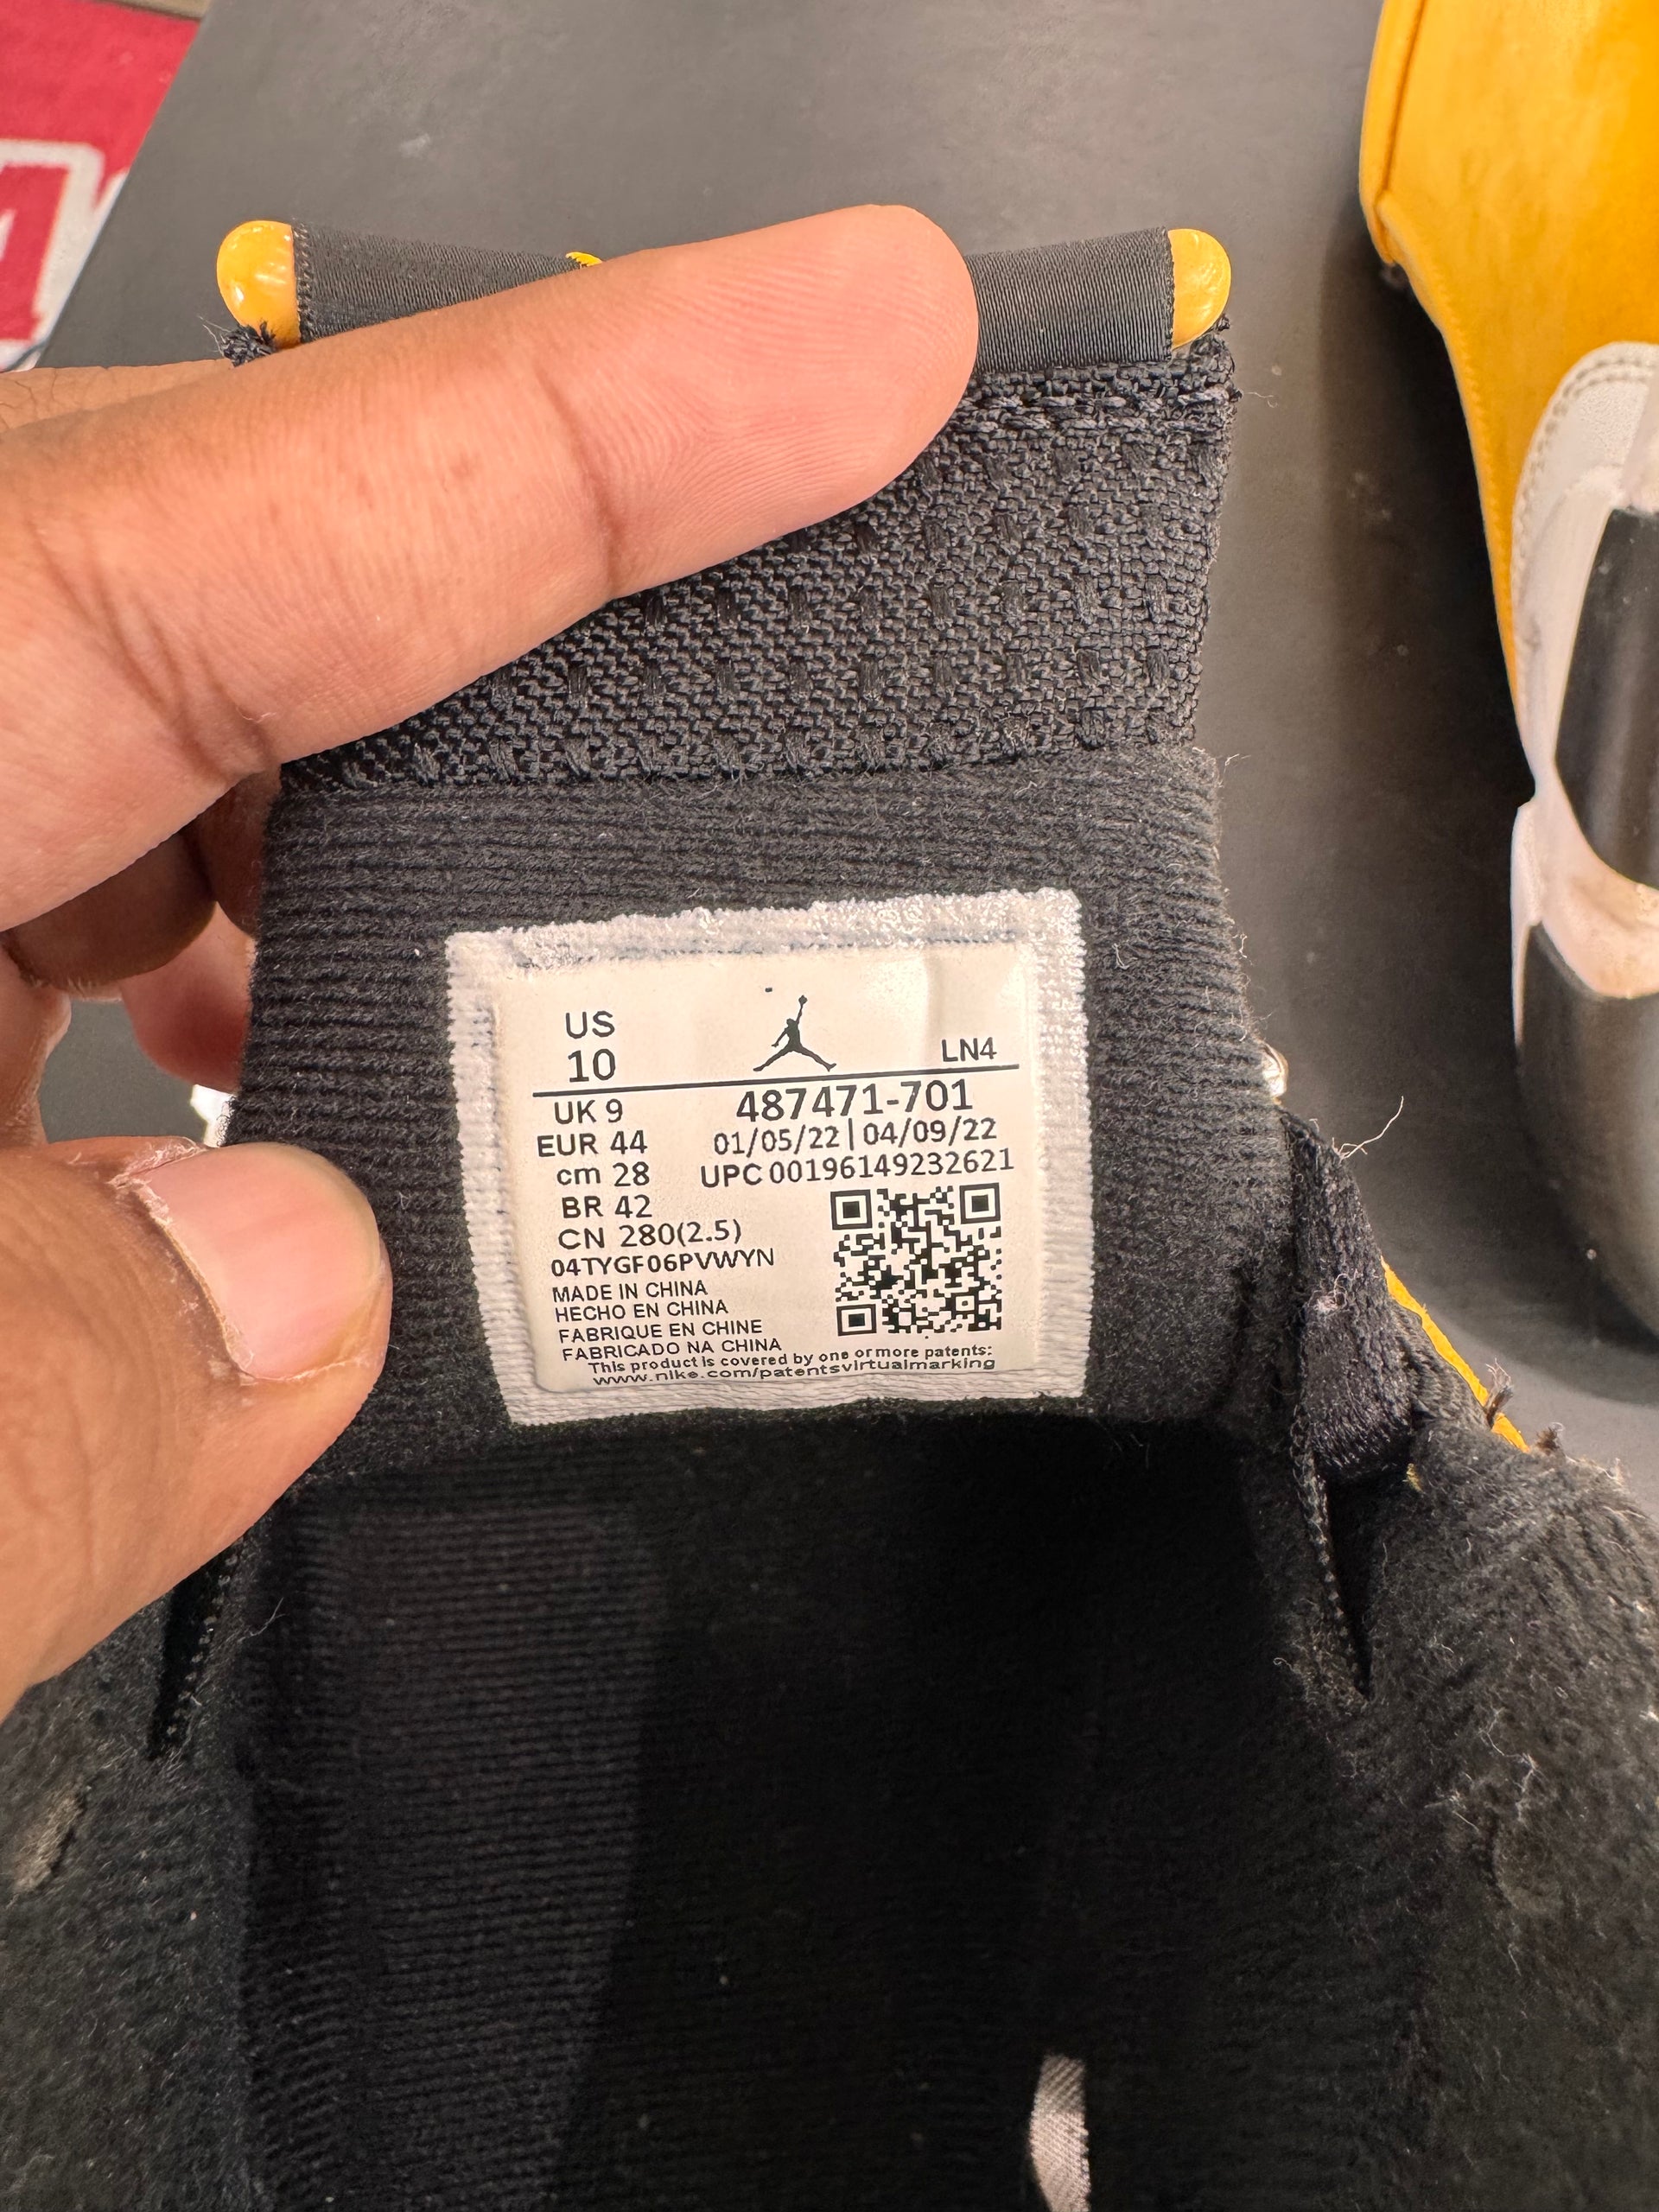 US
10
LN4
UK 9
487471-701
EUR 44
01/05/22 | 04/09/22
cm 28
UPC 00196149232621
BR 42
CN 280(2.5)
04TYGF06PVWYN
MADE IN CHINA
HECHO EN CHINA
FABRIQUE EN CHINE
FABRICADO NA CHINA
This product is covered by one or more patents:
www.nike.com/patentsvirtualmarking